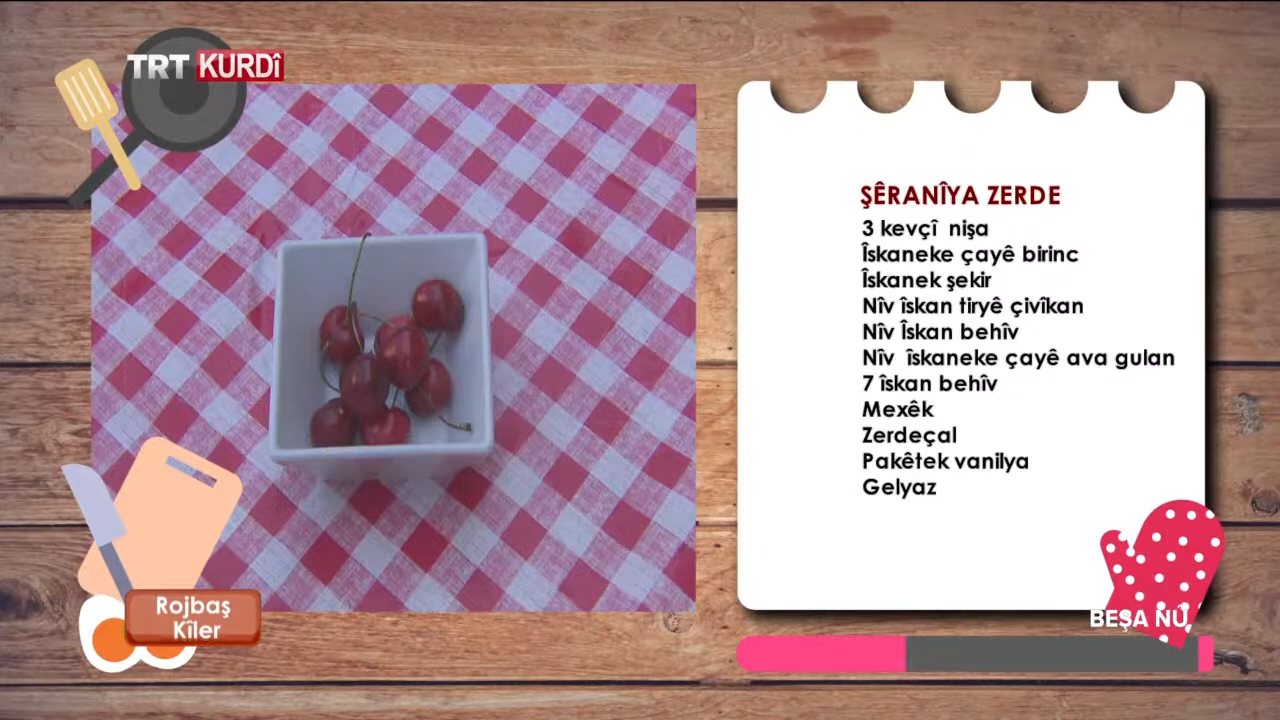 TRT KURDî
ŞÊRANÎYA ZERDE
3 kevçî nişa
Îskaneke çayê birinc
Îskanek şekir
Nîv îskan tiryê çivîkan
Nîv Îskan behîv
Nîv îskaneke çayê ava gulan
7 îskan behîv
Mexêk
Zerdeçal
Pakêtek vanilya
Gelyaz
Rojbaş
Kîler
BEŞA NÛ